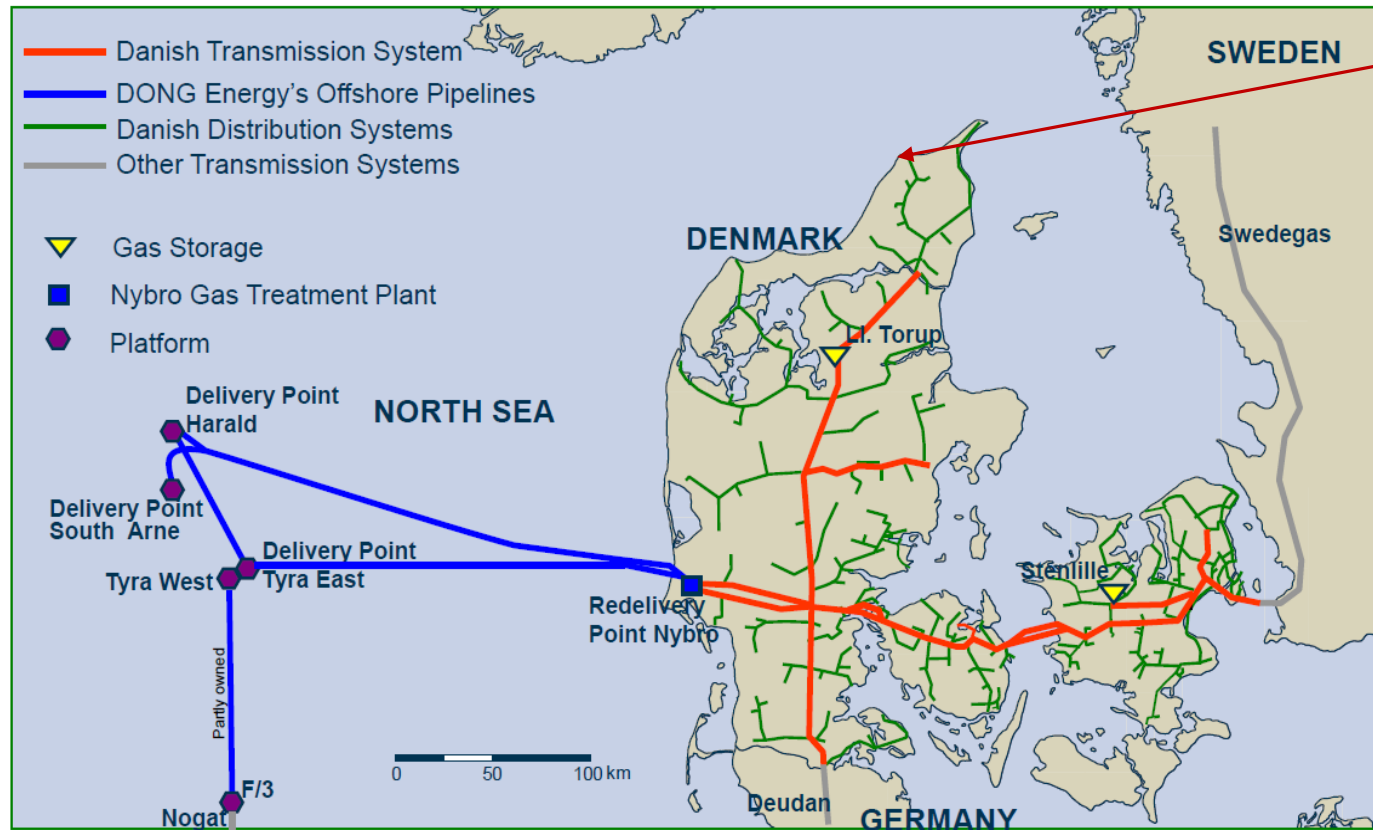 Danish Transmission System
DONG Energy's Offshore Pipelines
Danish Distribution Systems
Other Transmission Systems
Gas Storage
Nybro Gas Treatment Plant
Platform
SWEDEN
Swedegas
DENMARK
Ll. Torup
NORTH SEA
Delivery Point
Harald
Delivery Point
South Arne
Delivery Point
Tyra East
Tyra West
Redelivery
Point Nybro
Stenlille
Partly owned
0 50 100 km
F/3
Nogat
Deudan
GERMANY